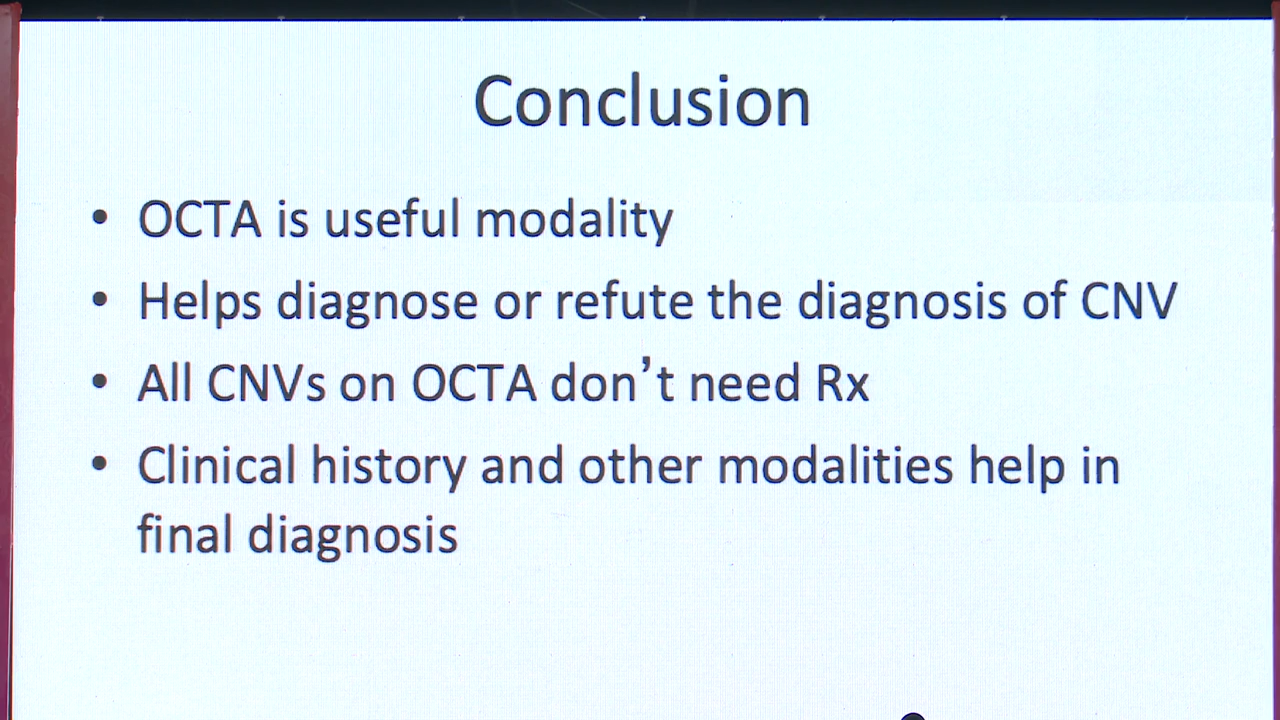 Conclusion
• OCTA is useful modality
• Helps diagnose or refute the diagnosis of CNV
• All CNVs on OCTA don’t need Rx
• Clinical history and other modalities help in
final diagnosis